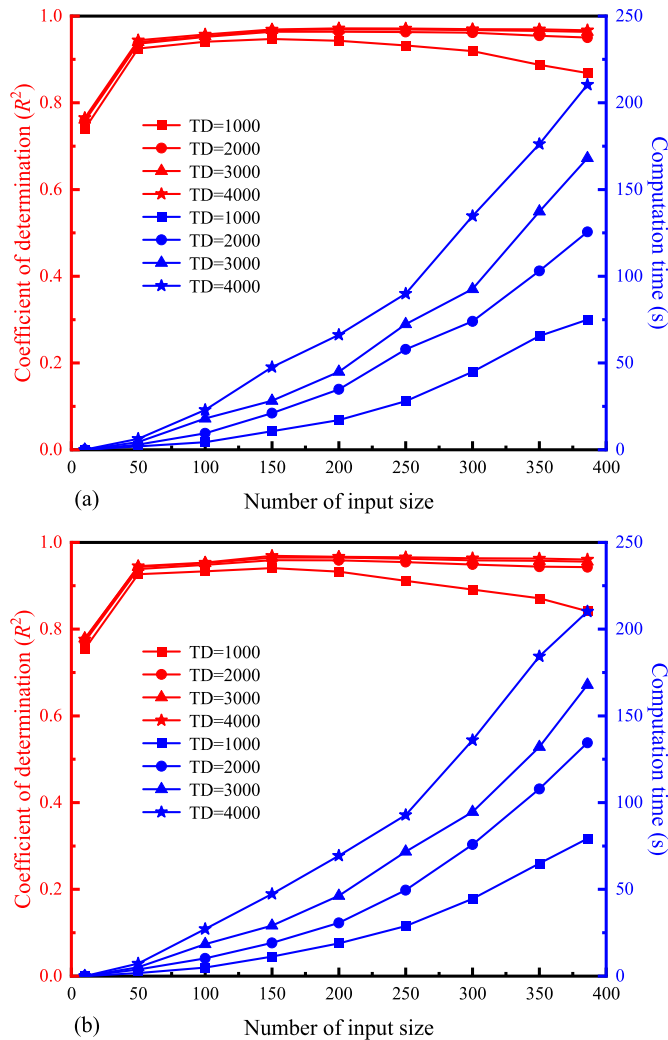 1.0
0.8
0.6
0.4
0.2
0.0
Coefficient of determination (R²)
250
200
150
100
50
0
Computation time (s)
TD=1000
TD=2000
TD=3000
TD=4000
TD=1000
TD=2000
TD=3000
TD=4000
0 50 100 150 200 250 300 350 400
(a) Number of input size
1.0
0.8
0.6
0.4
0.2
0.0
Coefficient of determination (R²)
250
200
150
100
50
0
Computation time (s)
TD=1000
TD=2000
TD=3000
TD=4000
TD=1000
TD=2000
TD=3000
TD=4000
0 50 100 150 200 250 300 350 400
(b) Number of input size